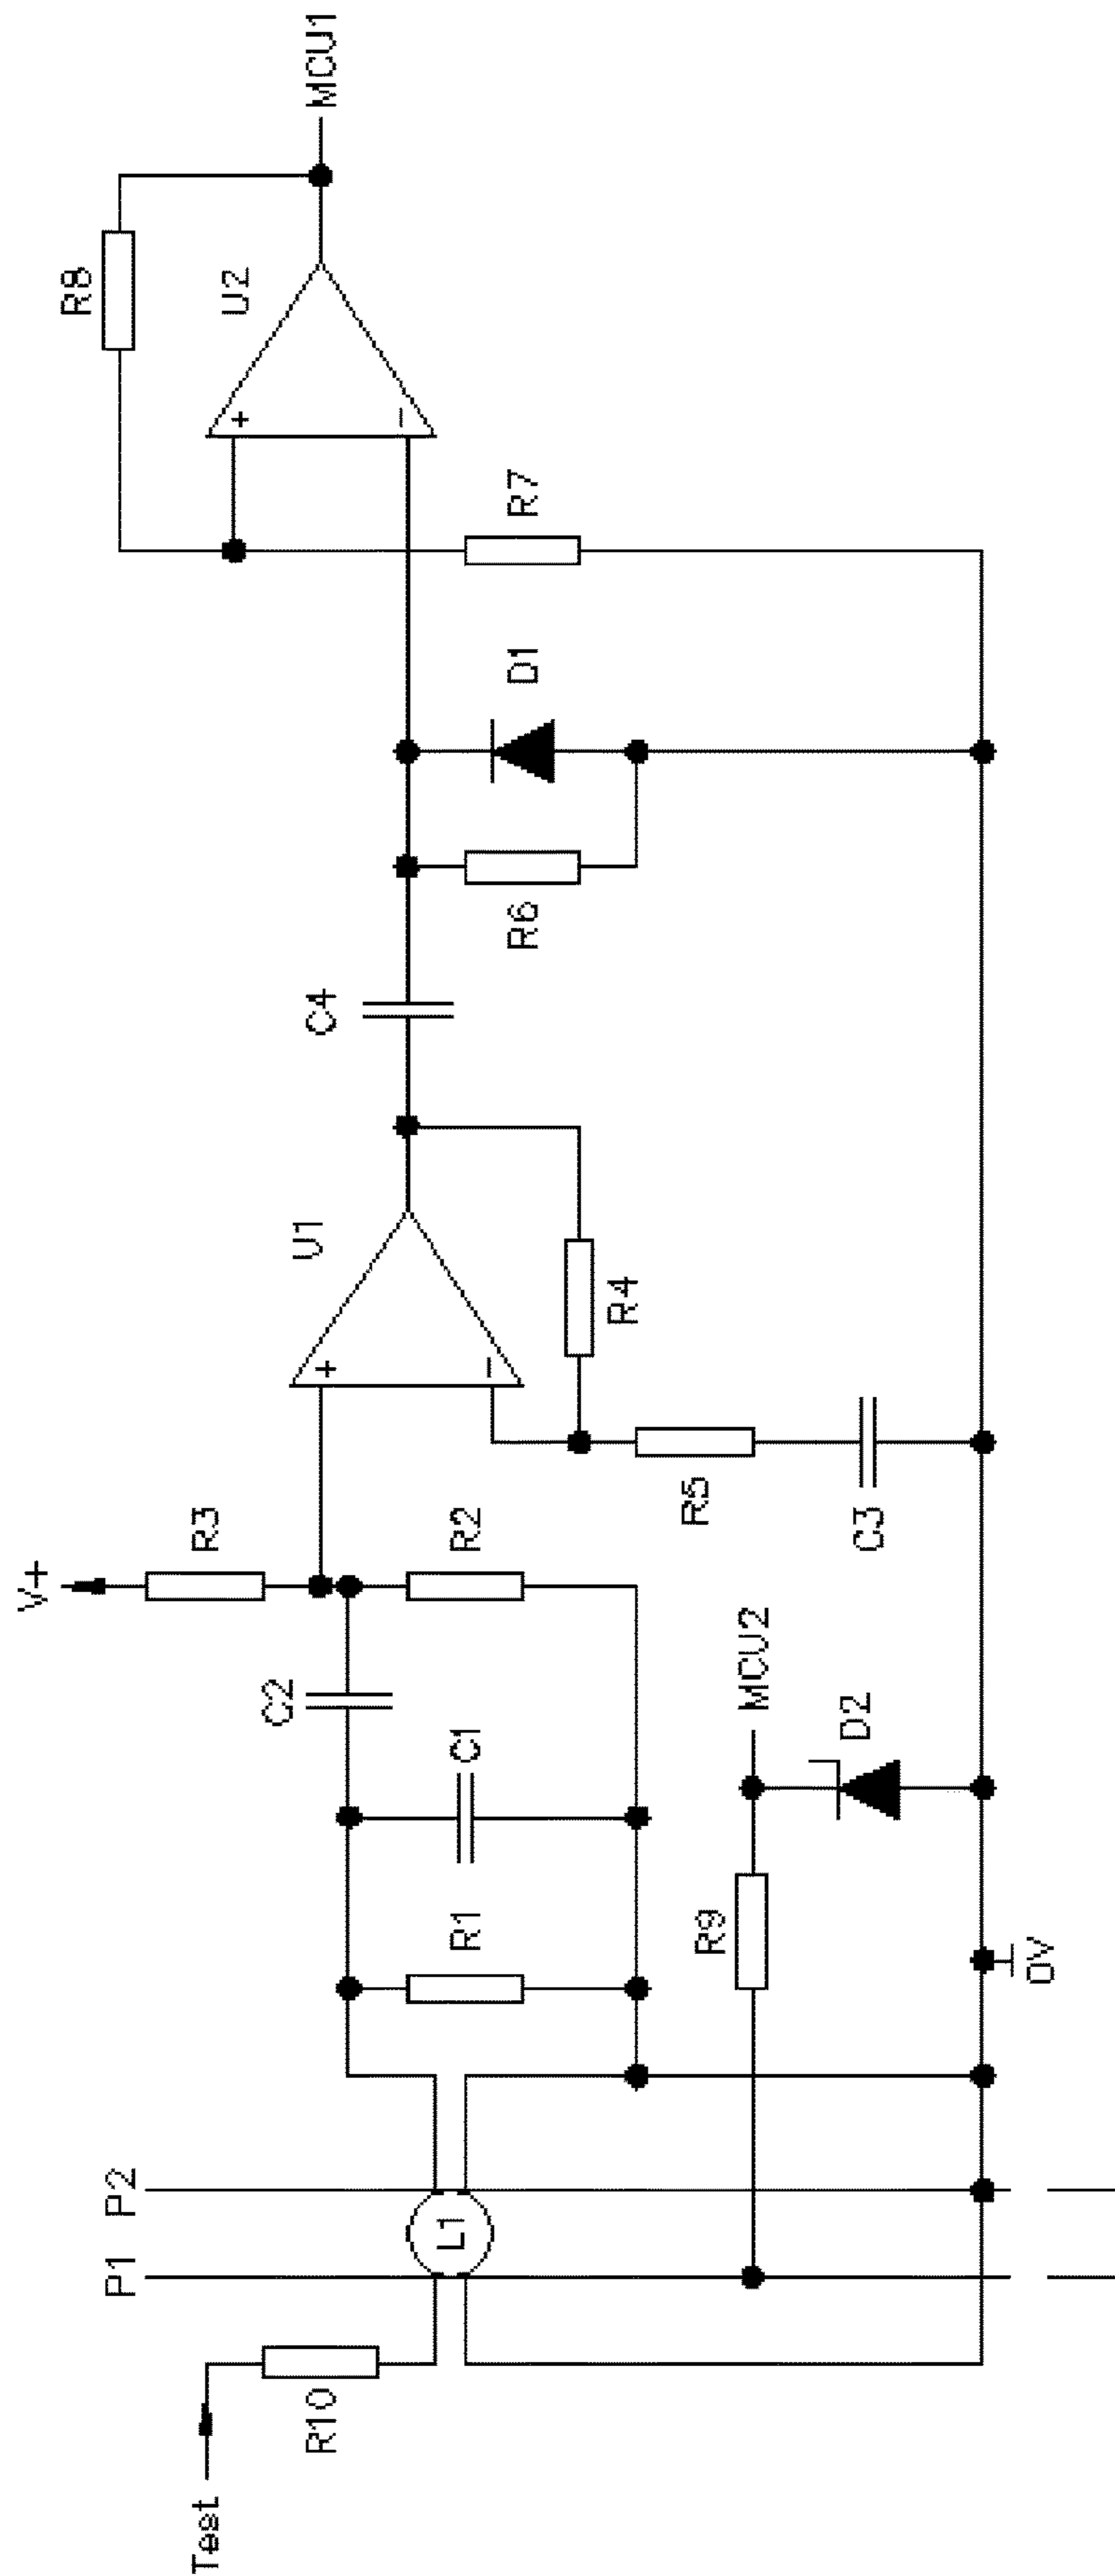 Test
R10
P1
P2
L1
R1
C1
C2
V+
R3
R2
R9
MCU2
D2
0V
R5
C3
U1
+
−
R4
C4
R6
D1
R7
R8
U2
+
−
MCU1